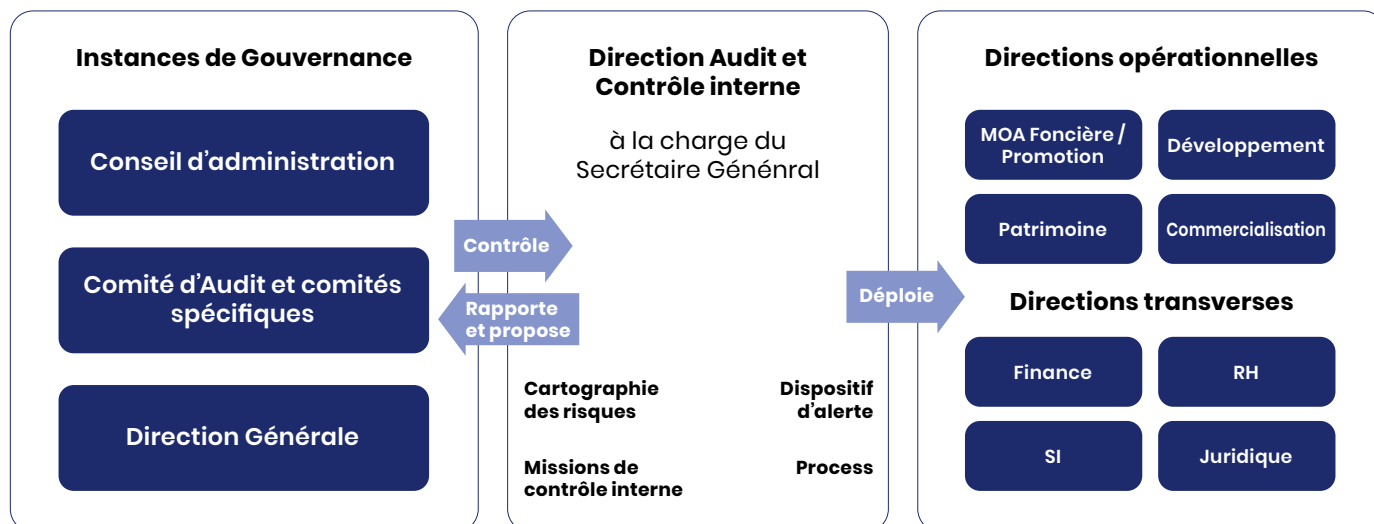 Instances de Gouvernance
Conseil d'administration
Comité d'Audit et comités
spécifiques
Direction Générale
Contrôle
Rapporte
et propose
Direction Audit et
Contrôle interne
à la charge du
Secrétaire Génénral
Cartographie
des risques
Dispositif
d'alerte
Missions de
contrôle interne
Process
Déploie
Directions opérationnelles
MOA Foncière /
Promotion
Développement
Patrimoine
Commercialisation
Directions transverses
Finance
RH
SI
Juridique